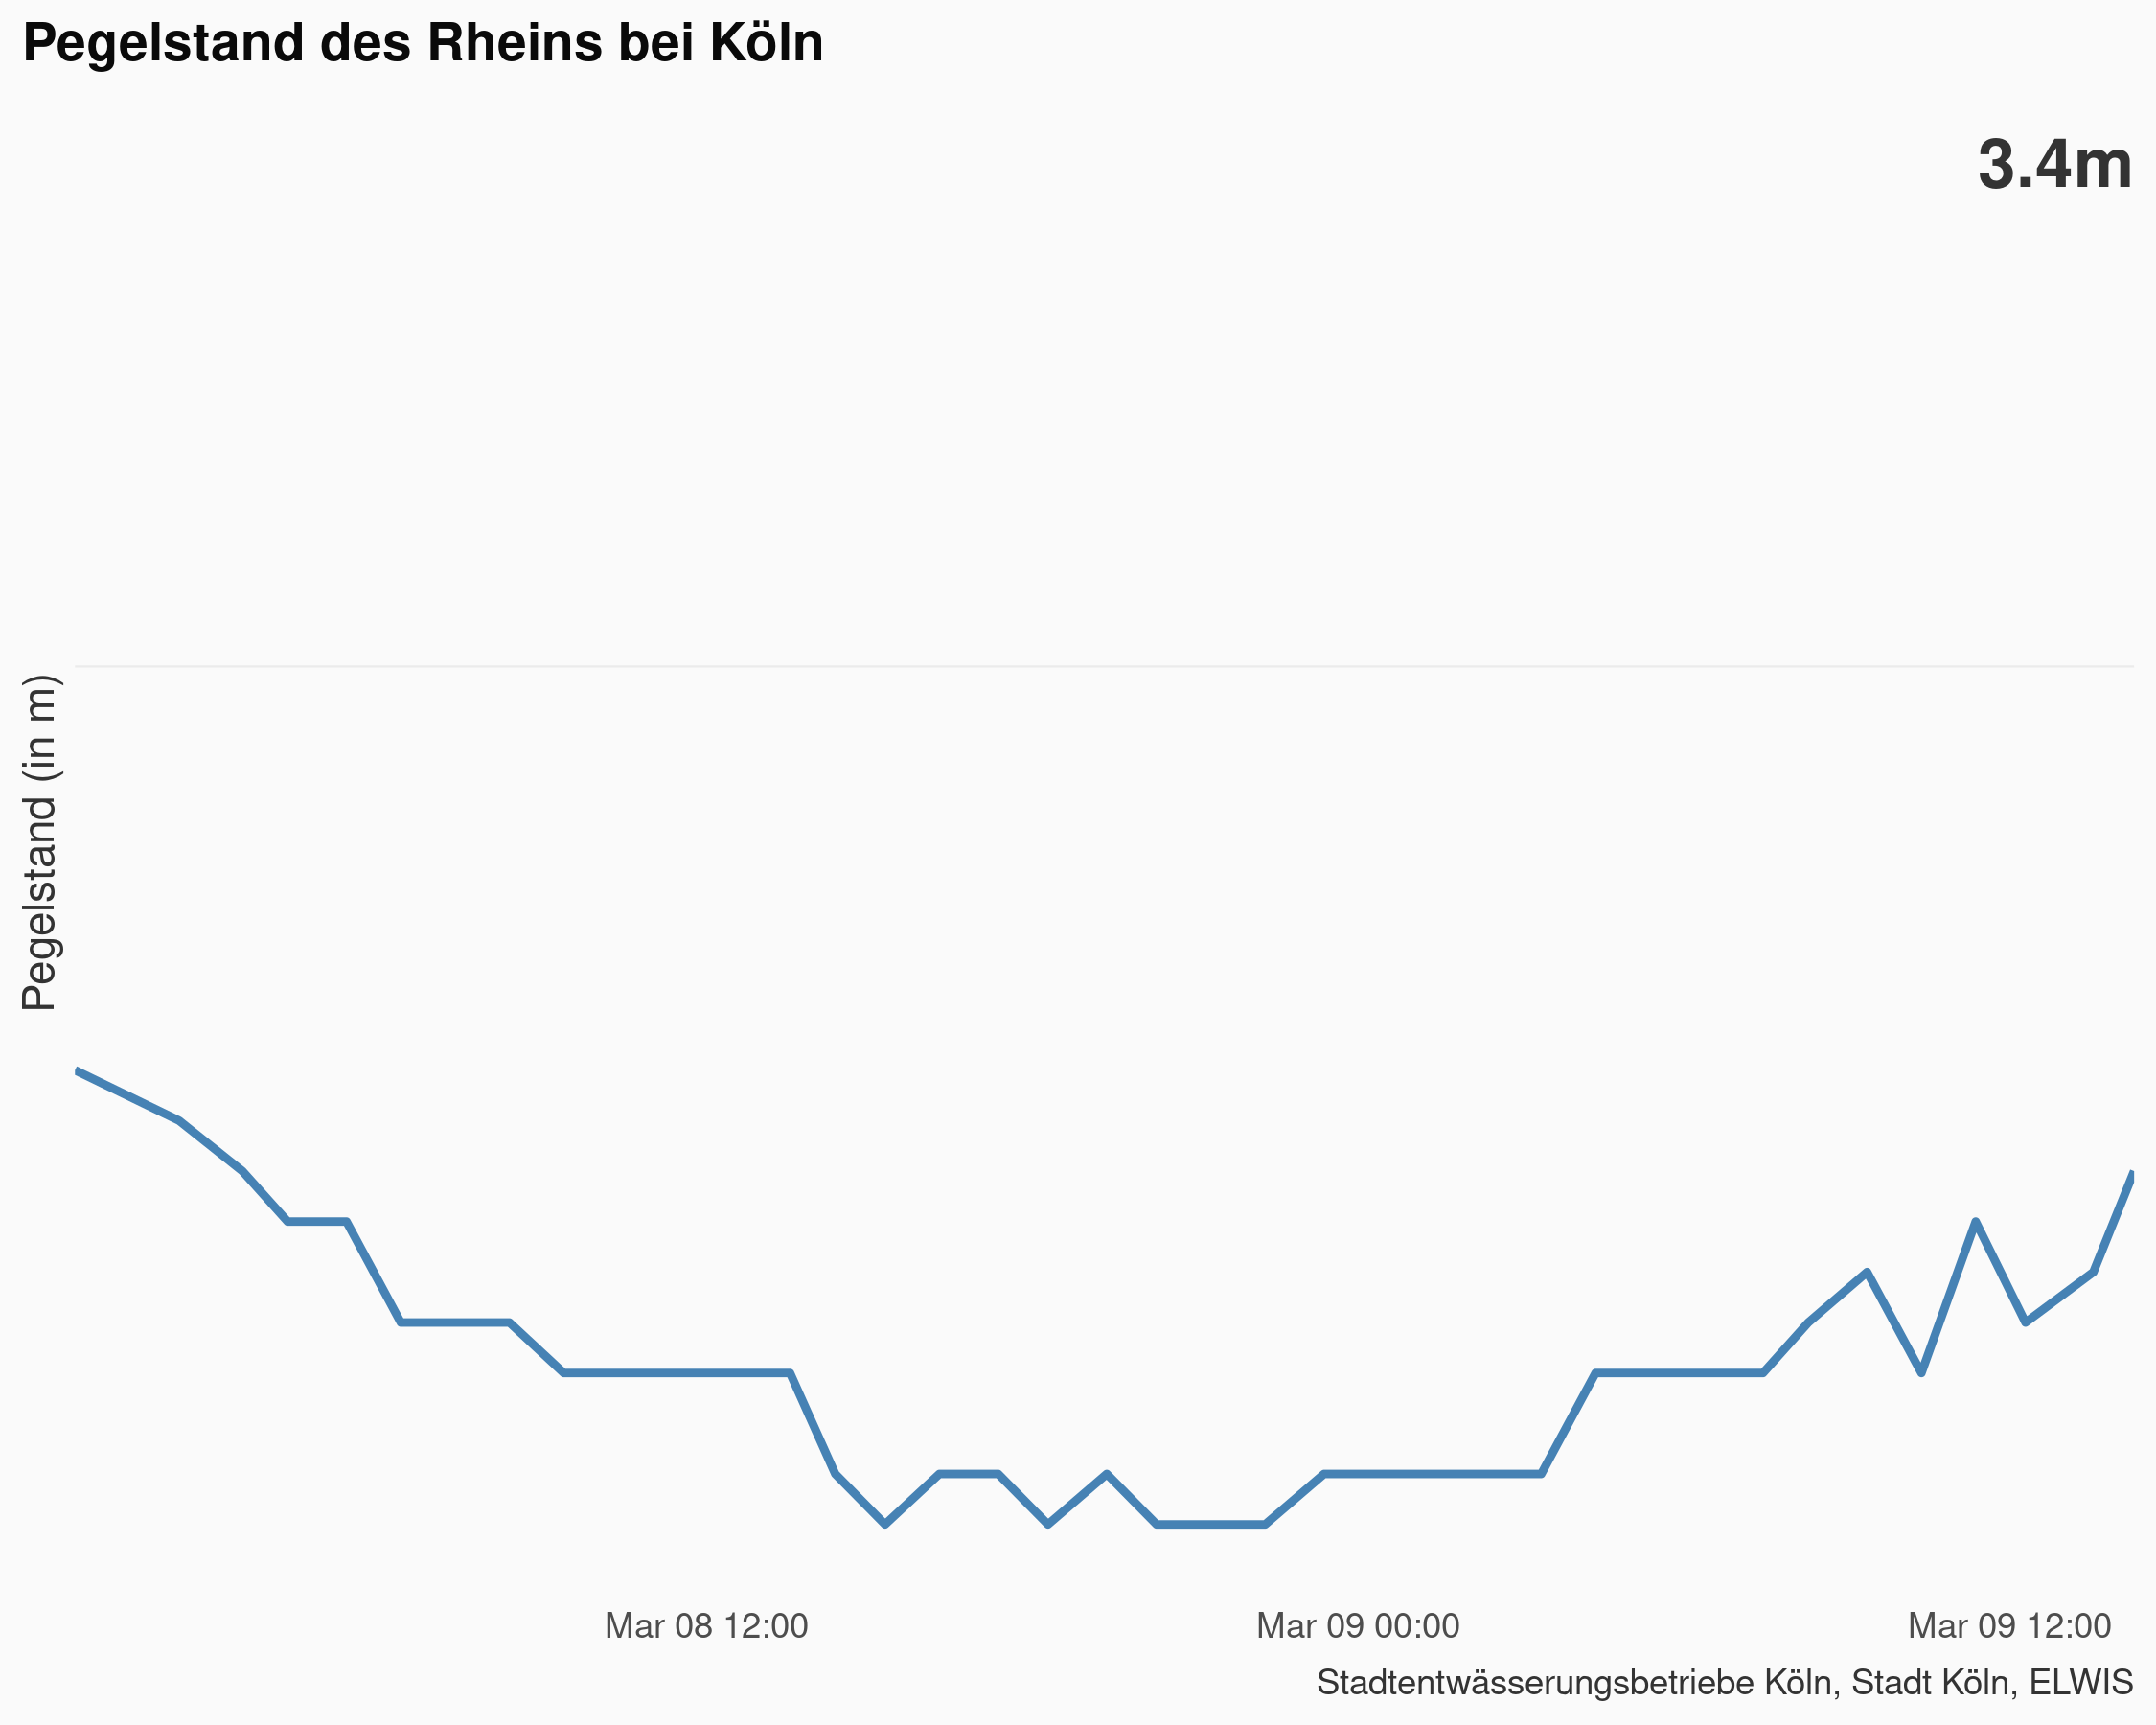 Pegelstand des Rheins bei Köln
3.4m
Pegelstand (in m)
Mar 08 12:00
Mar 09 00:00
Mar 09 12:00
Stadtentwässerungsbetriebe Köln, Stadt Köln, ELWIS